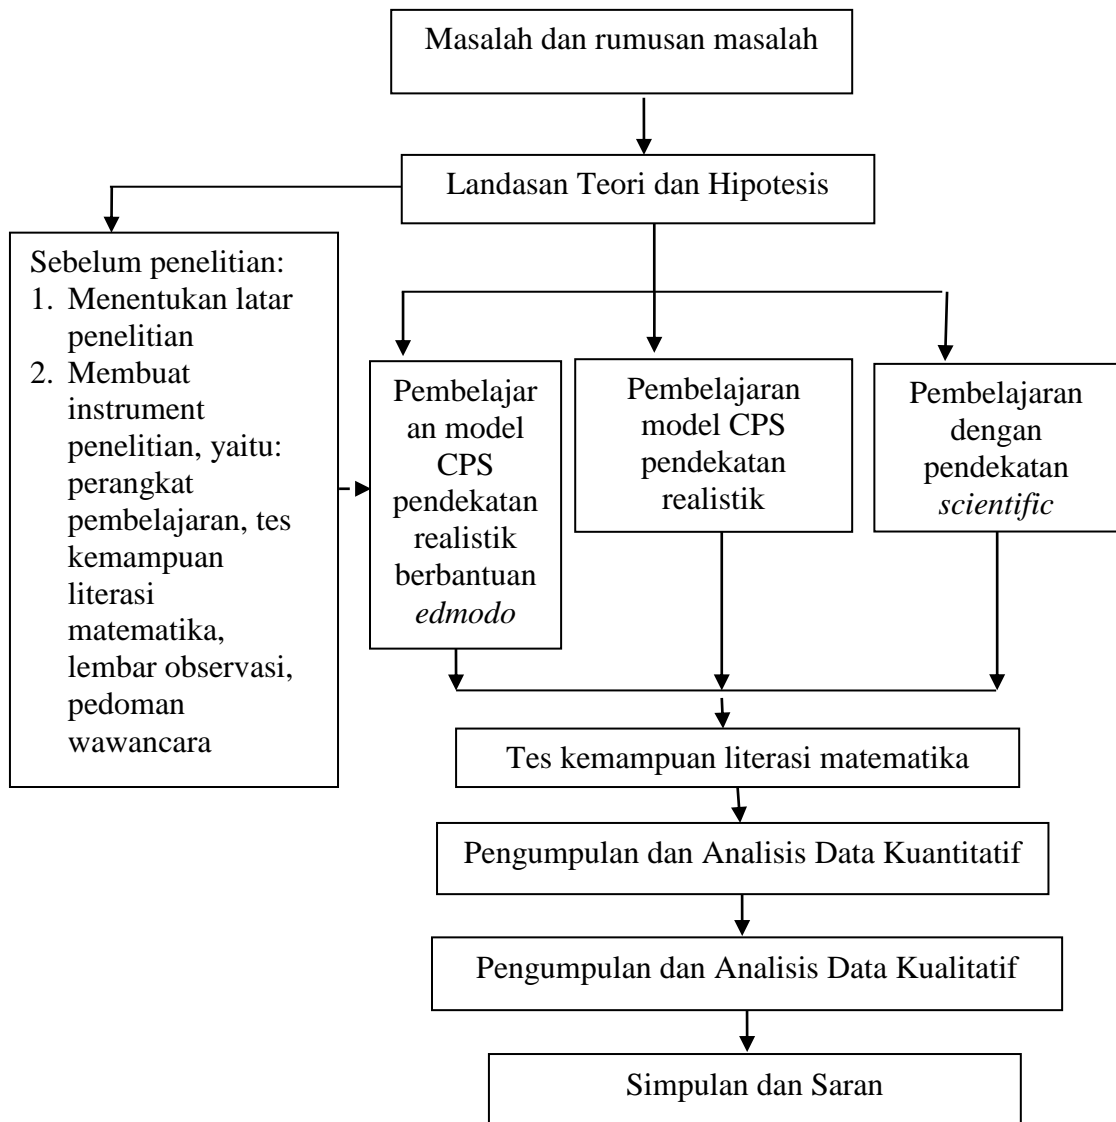 Masalah dan rumusan masalah
Landasan Teori dan Hipotesis
Sebelum penelitian:
1. Menentukan latar
penelitian
2. Membuat
instrument
penelitian, yaitu:
perangkat
pembelajaran, tes
kemampuan
literasi
matematika,
lembar observasi,
pedoman
wawancara
Pembelajar
an model
CPS
pendekatan
realistik
berbantuan
edmodo
Pembelajaran
model CPS
pendekatan
realistik
Pembelajaran
dengan
pendekatan
scientific
Tes kemampuan literasi matematika
Pengumpulan dan Analisis Data Kuantitatif
Pengumpulan dan Analisis Data Kualitatif
Simpulan dan Saran